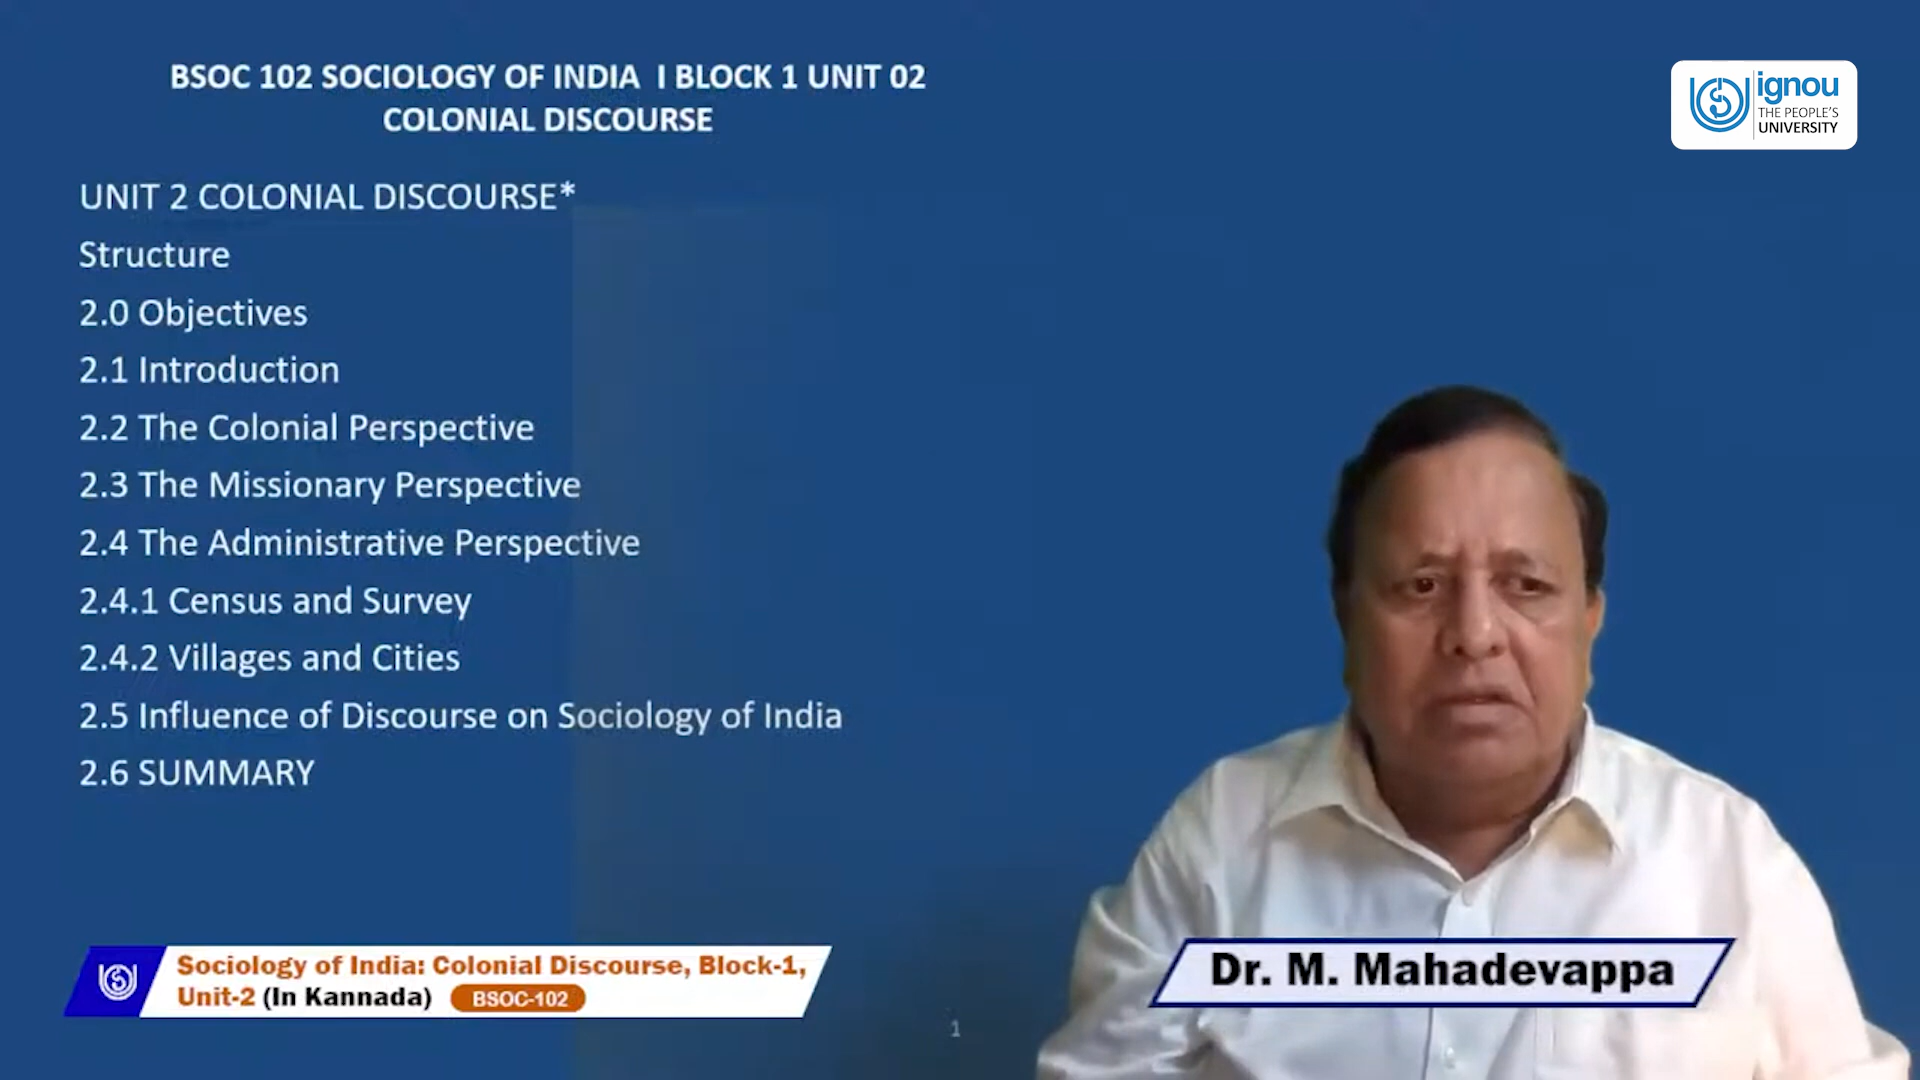 BSOC 102 SOCIOLOGY OF INDIA I BLOCK 1 UNIT 02
COLONIAL DISCOURSE
ignou
THE PEOPLE'S
UNIVERSITY
UNIT 2 COLONIAL DISCOURSE*
Structure
2.0 Objectives
2.1 Introduction
2.2 The Colonial Perspective
2.3 The Missionary Perspective
2.4 The Administrative Perspective
2.4.1 Census and Survey
2.4.2 Villages and Cities
2.5 Influence of Discourse on Sociology of India
2.6 SUMMARY
Sociology of India: Colonial Discourse, Block-1,
Unit-2 (In Kannada) BSOC-102
Dr. M. Mahadevappa
1